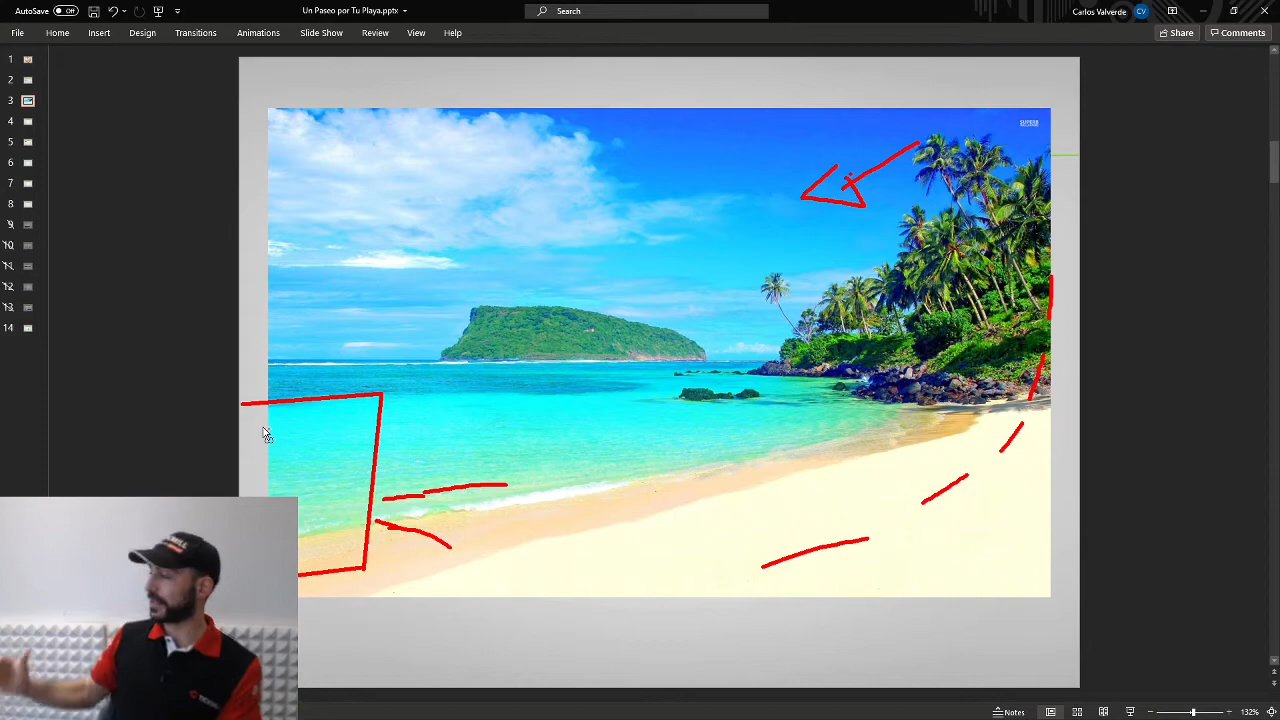 AutoSave Off
Un Paseo por Tu Playa.pptx
Search
Carlos Valverde CV
File Home Insert Design Transitions Animations Slide Show Review View Help
Share Comments
1
2
3
4
5
6
7
8
9
10
11
12
13
14
SUPERB
Notes
132%